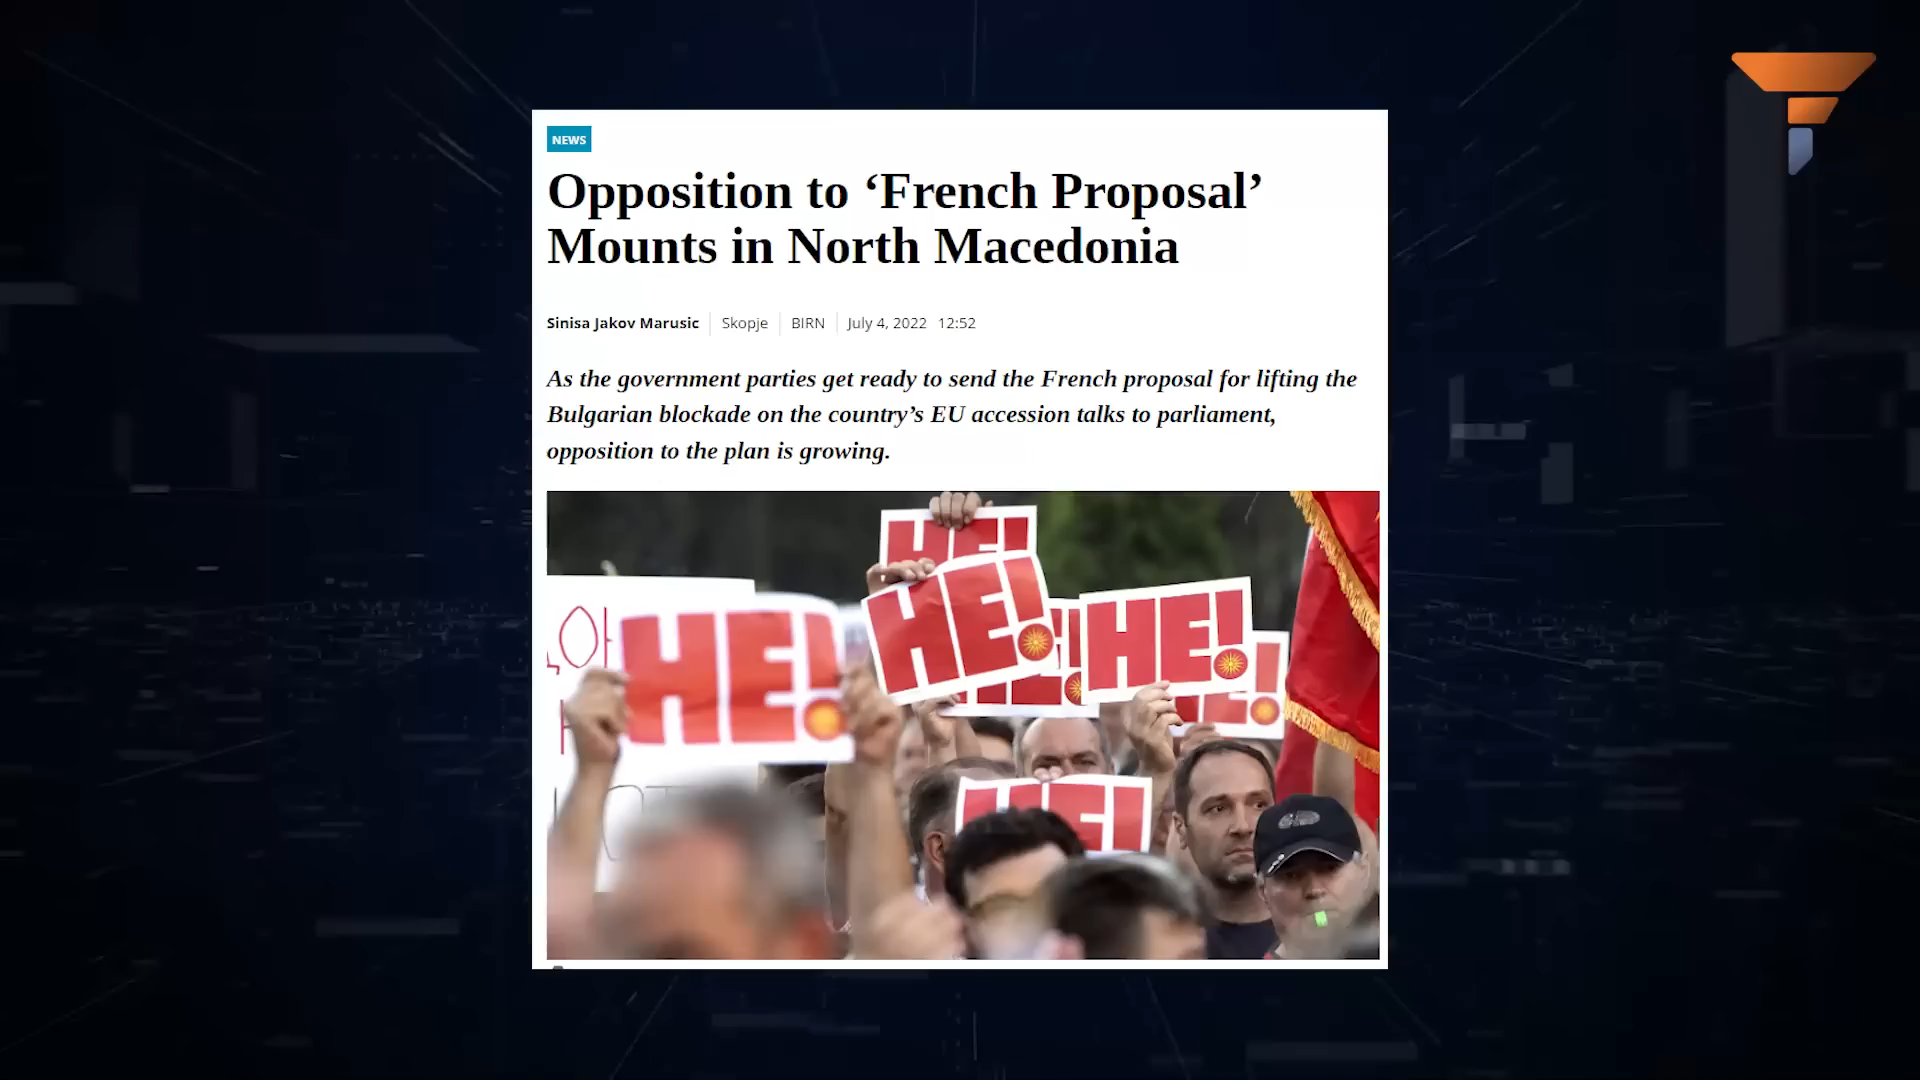 NEWS
Opposition to ‘French Proposal’
Mounts in North Macedonia
Sinisa Jakov Marusic
Skopje
BIRN
July 4, 2022 12:52
As the government parties get ready to send the French proposal for lifting the
Bulgarian blockade on the country’s EU accession talks to parliament,
opposition to the plan is growing.
НЕ!
НЕ!
НЕ!
НЕ!
НЕ!